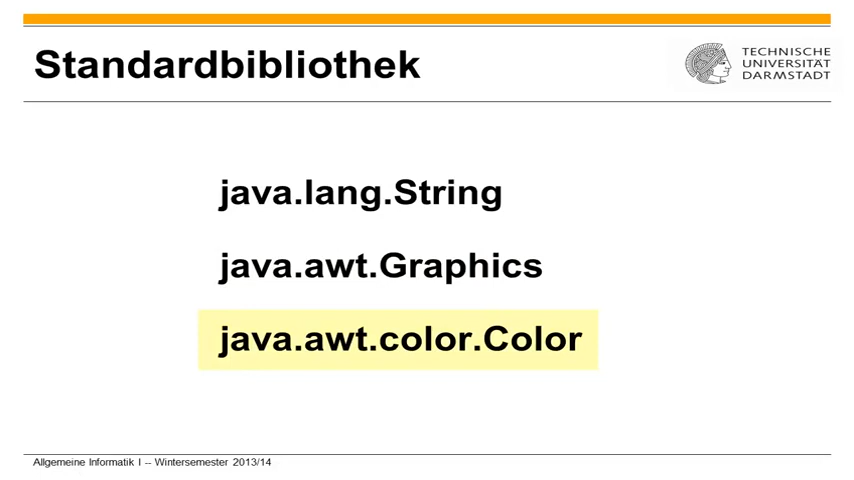 Standardbibliothek
TECHNISCHE
UNIVERSITÄT
DARMSTADT
java.lang.String
java.awt.Graphics
java.awt.color.Color
Allgemeine Informatik I -- Wintersemester 2013/14